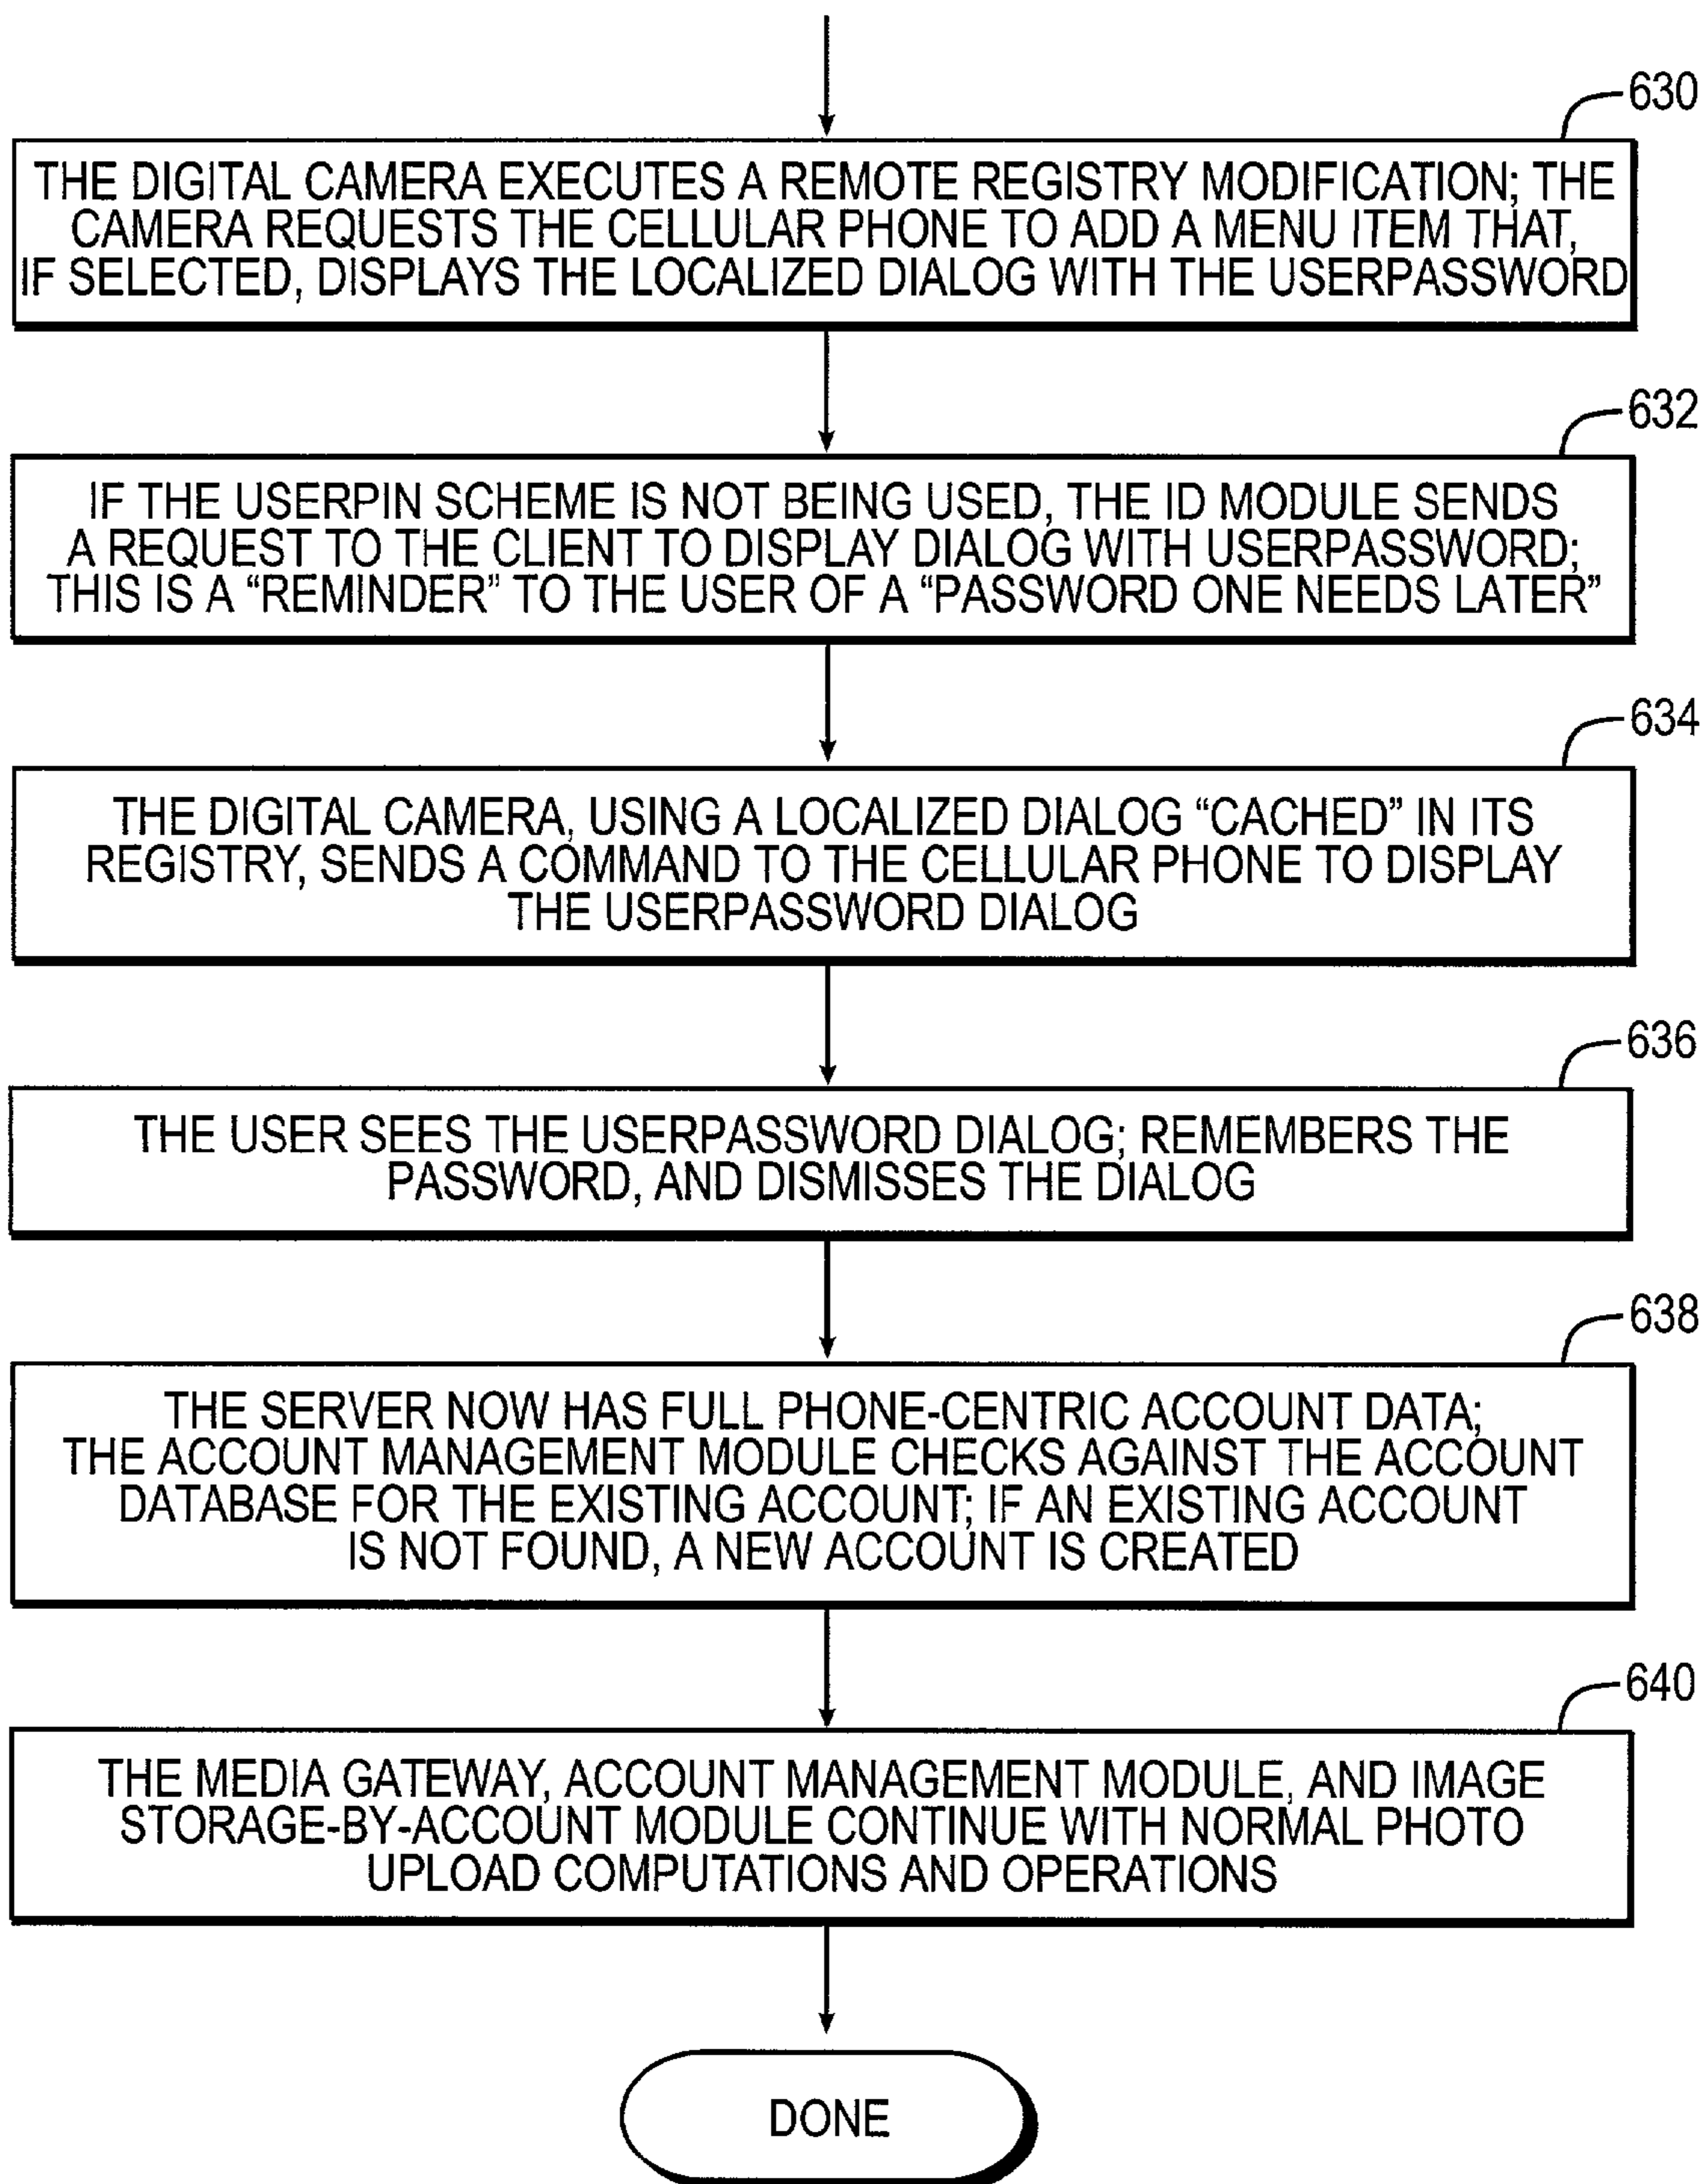 630
THE DIGITAL CAMERA EXECUTES A REMOTE REGISTRY MODIFICATION; THE
CAMERA REQUESTS THE CELLULAR PHONE TO ADD A MENU ITEM THAT,
IF SELECTED, DISPLAYS THE LOCALIZED DIALOG WITH THE USERPASSWORD
632
IF THE USERPIN SCHEME IS NOT BEING USED, THE ID MODULE SENDS
A REQUEST TO THE CLIENT TO DISPLAY DIALOG WITH USERPASSWORD;
THIS IS A “REMINDER” TO THE USER OF A “PASSWORD ONE NEEDS LATER”
634
THE DIGITAL CAMERA, USING A LOCALIZED DIALOG “CACHED” IN ITS
REGISTRY, SENDS A COMMAND TO THE CELLULAR PHONE TO DISPLAY
THE USERPASSWORD DIALOG
636
THE USER SEES THE USERPASSWORD DIALOG; REMEMBERS THE
PASSWORD, AND DISMISSES THE DIALOG
638
THE SERVER NOW HAS FULL PHONE-CENTRIC ACCOUNT DATA;
THE ACCOUNT MANAGEMENT MODULE CHECKS AGAINST THE ACCOUNT
DATABASE FOR THE EXISTING ACCOUNT; IF AN EXISTING ACCOUNT
IS NOT FOUND, A NEW ACCOUNT IS CREATED
640
THE MEDIA GATEWAY, ACCOUNT MANAGEMENT MODULE, AND IMAGE
STORAGE-BY-ACCOUNT MODULE CONTINUE WITH NORMAL PHOTO
UPLOAD COMPUTATIONS AND OPERATIONS
DONE